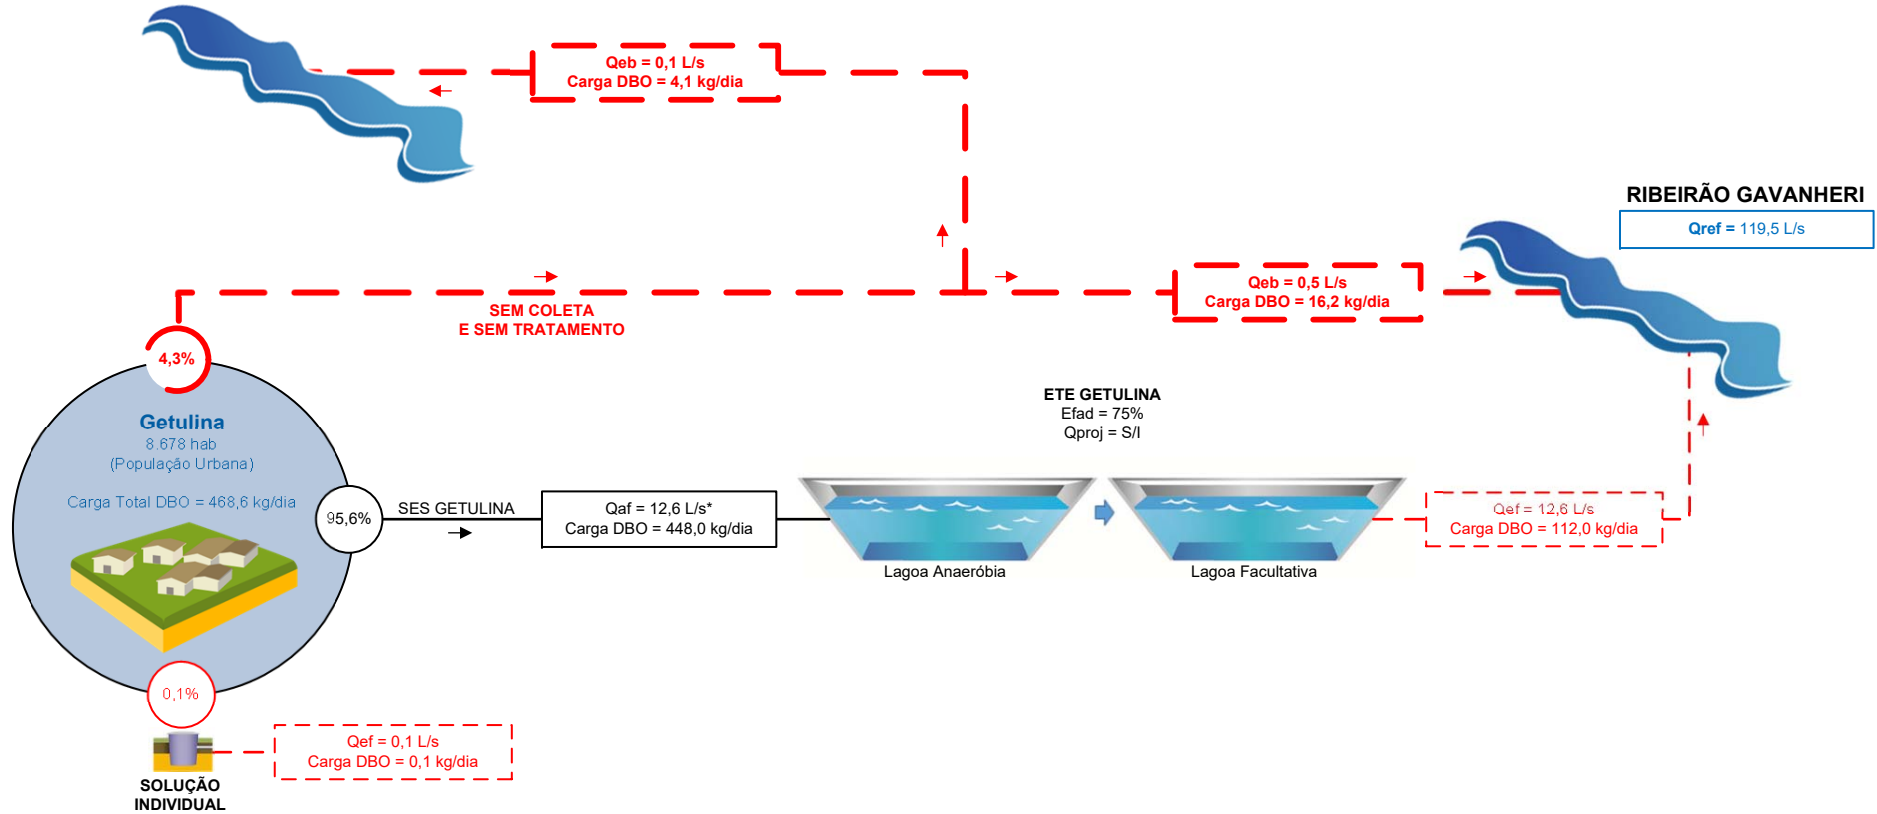 Qeb = 0,1 L/s
Carga DBO = 4,1 kg/dia
RIBEIRÃO GAVANHERI
Qref = 119,5 L/s
Qeb = 0,5 L/s
Carga DBO = 16,2 kg/dia
SEM COLETA
E SEM TRATAMENTO
4,3%
Getulina
8.678 hab
(População Urbana)
Carga Total DBO = 468,6 kg/dia
95,6%
SES GETULINA
Qaf = 12,6 L/s*
Carga DBO = 448,0 kg/dia
ETE GETULINA
Efad = 75%
Qproj = S/I
Lagoa Anaeróbia
Lagoa Facultativa
Qef = 12,6 L/s
Carga DBO = 112,0 kg/dia
0,1%
Qef = 0,1 L/s
Carga DBO = 0,1 kg/dia
SOLUÇÃO
INDIVIDUAL